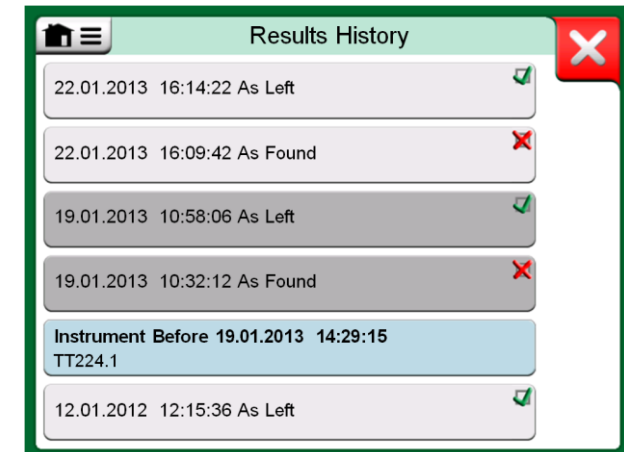 Results History
22.01.2013 16:14:22 As Left
22.01.2013 16:09:42 As Found
19.01.2013 10:58:06 As Left
19.01.2013 10:32:12 As Found
Instrument Before 19.01.2013 14:29:15
TT224.1
12.01.2012 12:15:36 As Left